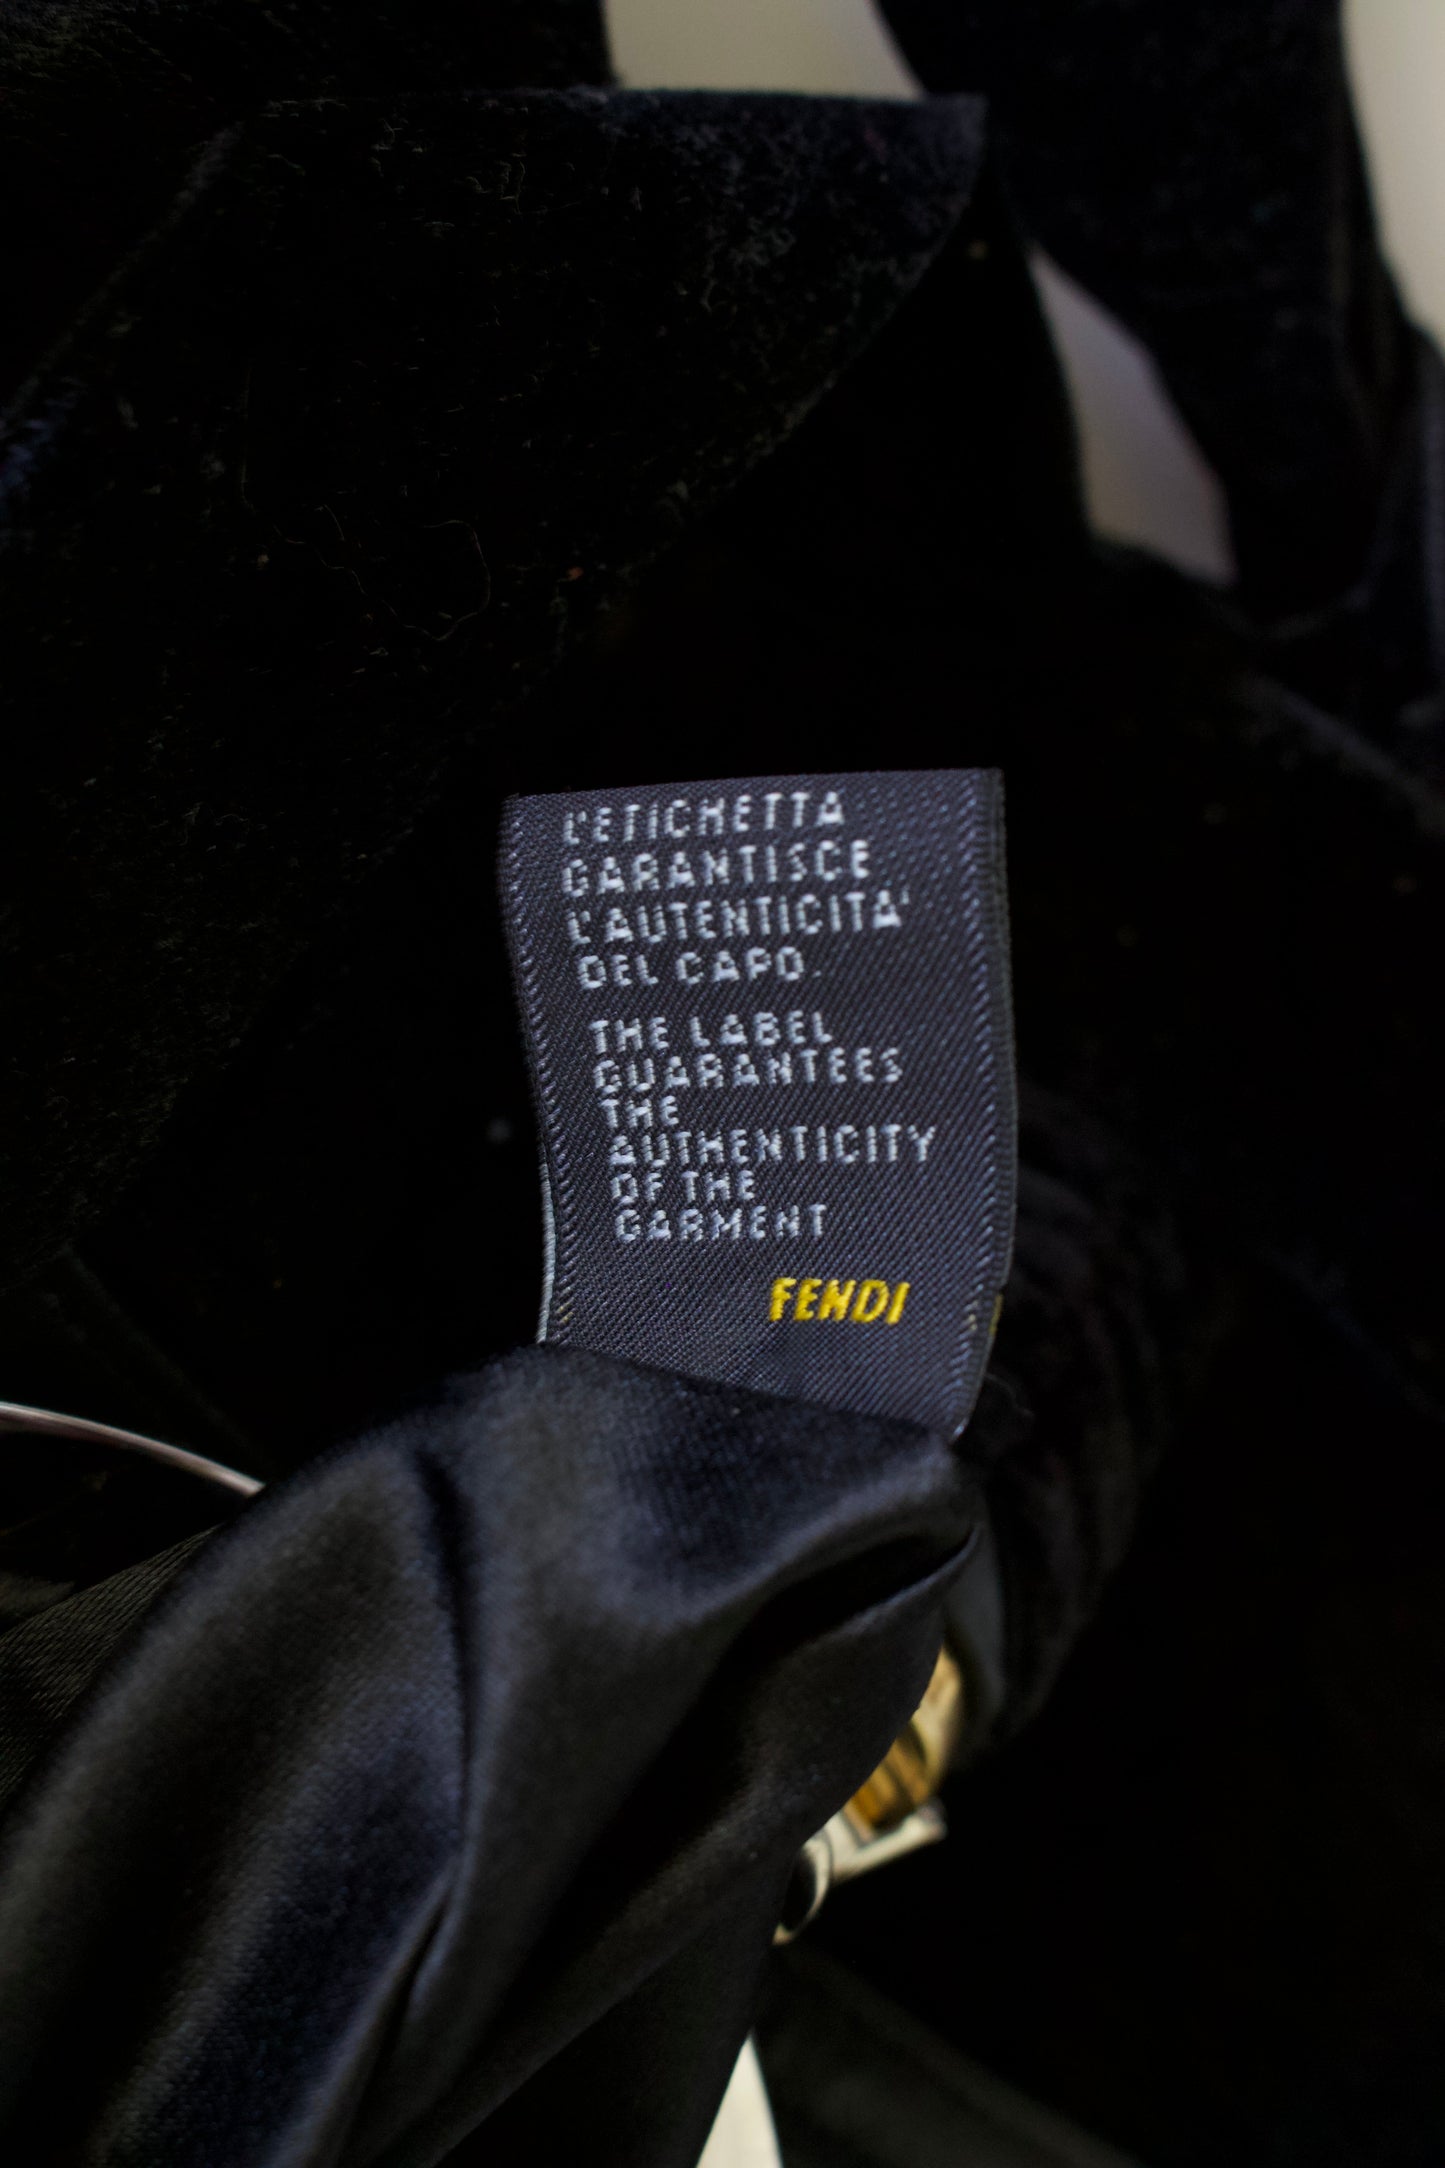 L'ETICHETTA
GARANTISCE
L'AUTENTICITA'
DEL CAPO.
THE LABEL
GUARANTEES
THE
AUTHENTICITY
OF THE
GARMENT
FENDI